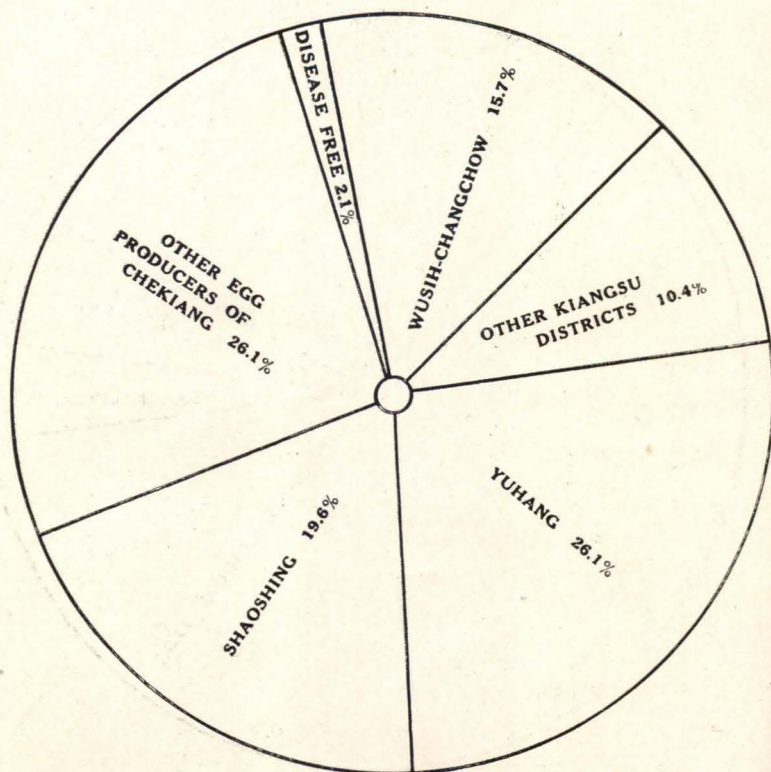 DISEASE FREE 2.1%
WUSIH-CHANGCHOW 15.7%
OTHER KIANGSU
DISTRICTS 10.4%
YUHANG 26.1%
SHAOSHING 19.6%
OTHER EGG
PRODUCERS OF
CHEKIANG 26.1%